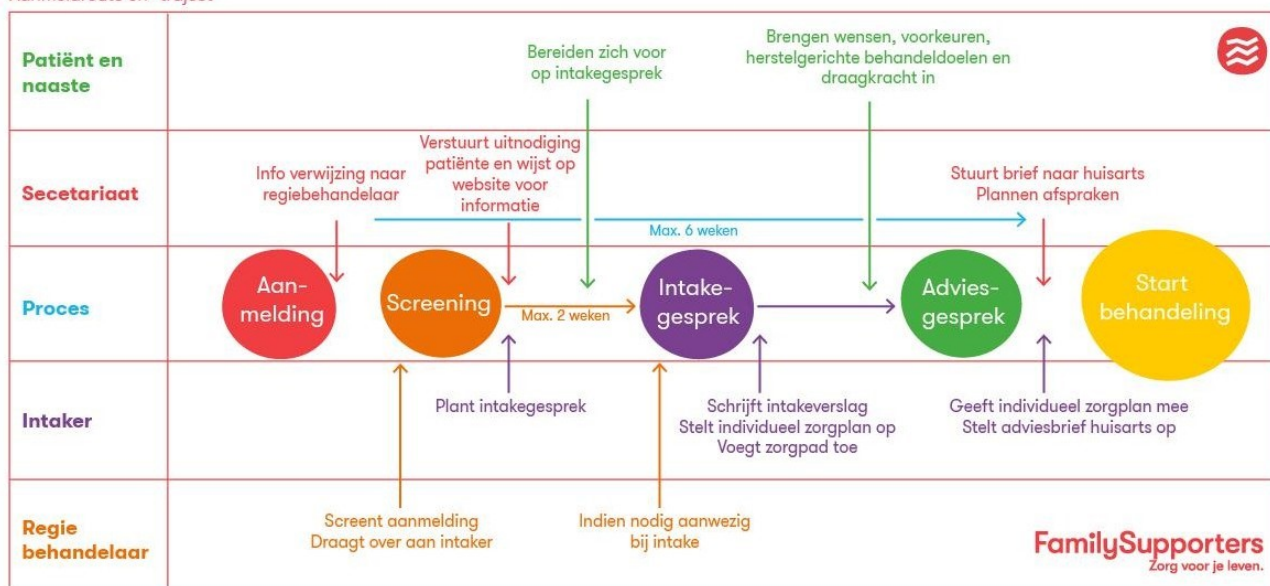 Patiënt en
naaste
Bereiden zich voor
op intakegesprek
Brengen wensen, voorkeuren,
herstelgerichte behandeldoelen en
draagkracht in
Secetariaat
Info verwijzing naar
regiebehandelaar
Verstuurt uitnodiging
patiënte en wijst op
website voor
informatie
Stuurt brief naar huisarts
Plannen afspraken
Max. 6 weken
Proces
Aan-
melding
Screening
Max. 2 weken
Intake-
gesprek
Advies-
gesprek
Start
behandeling
Intaker
Plant intakegesprek
Schrijft intakeverslag
Stelt individueel zorgplan op
Voegt zorgpad toe
Geeft individueel zorgplan mee
Stelt adviesbrief huisarts op
Regie
behandelaar
Screent aanmelding
Draagt over aan intaker
Indien nodig aanwezig
bij intake
FamilySupporters
Zorg voor je leven.